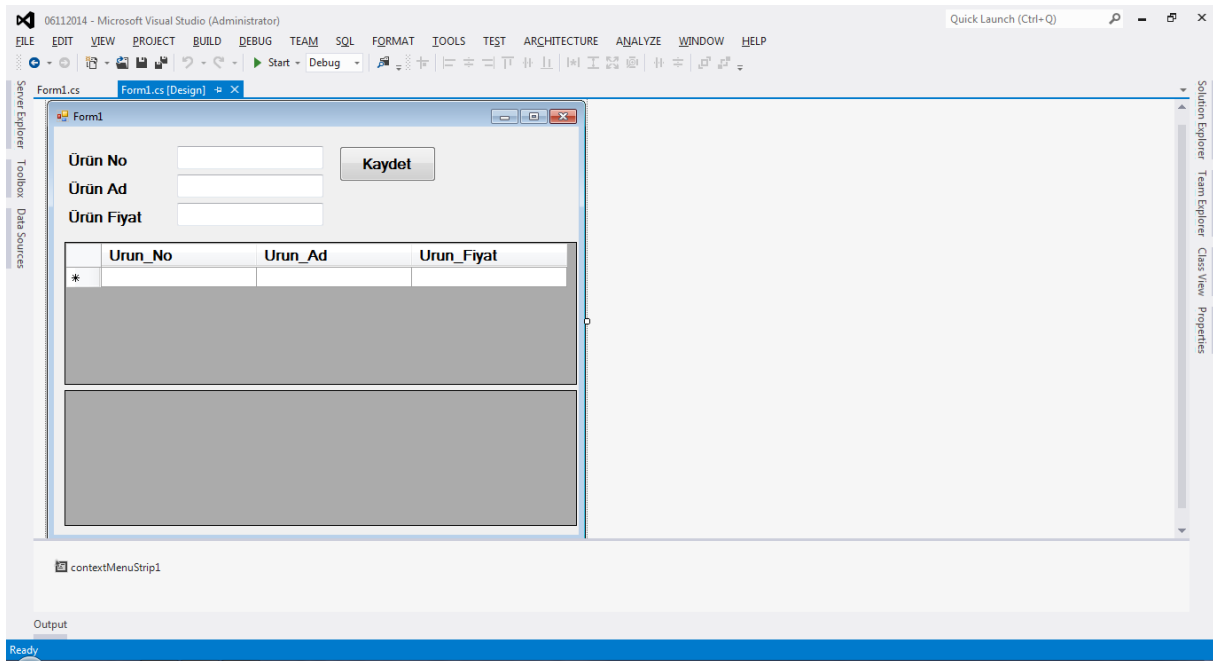 06112014 - Microsoft Visual Studio (Administrator)
Quick Launch (Ctrl+Q)
FILE EDIT VIEW PROJECT BUILD DEBUG TEAM SQL FORMAT TOOLS TEST ARCHITECTURE ANALYZE WINDOW HELP
Start Debug
Server Explorer
Toolbox
Data Sources
Form1.cs Form1.cs [Design]
Form1
Ürün No
Kaydet
Ürün Ad
Ürün Fiyat
Urun_No Urun_Ad Urun_Fiyat
*
Solution Explorer
Team Explorer
Class View
Properties
contextMenuStrip1
Output
Ready